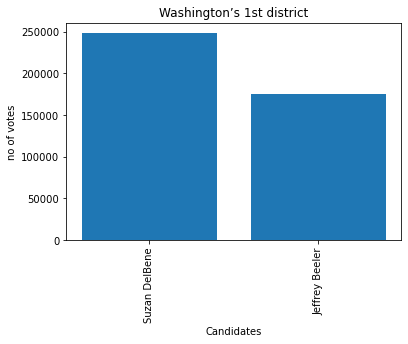 Washington’s 1st district
250000
200000
150000
100000
50000
0
no of votes
Suzan DelBene
Jeffrey Beeler
Candidates